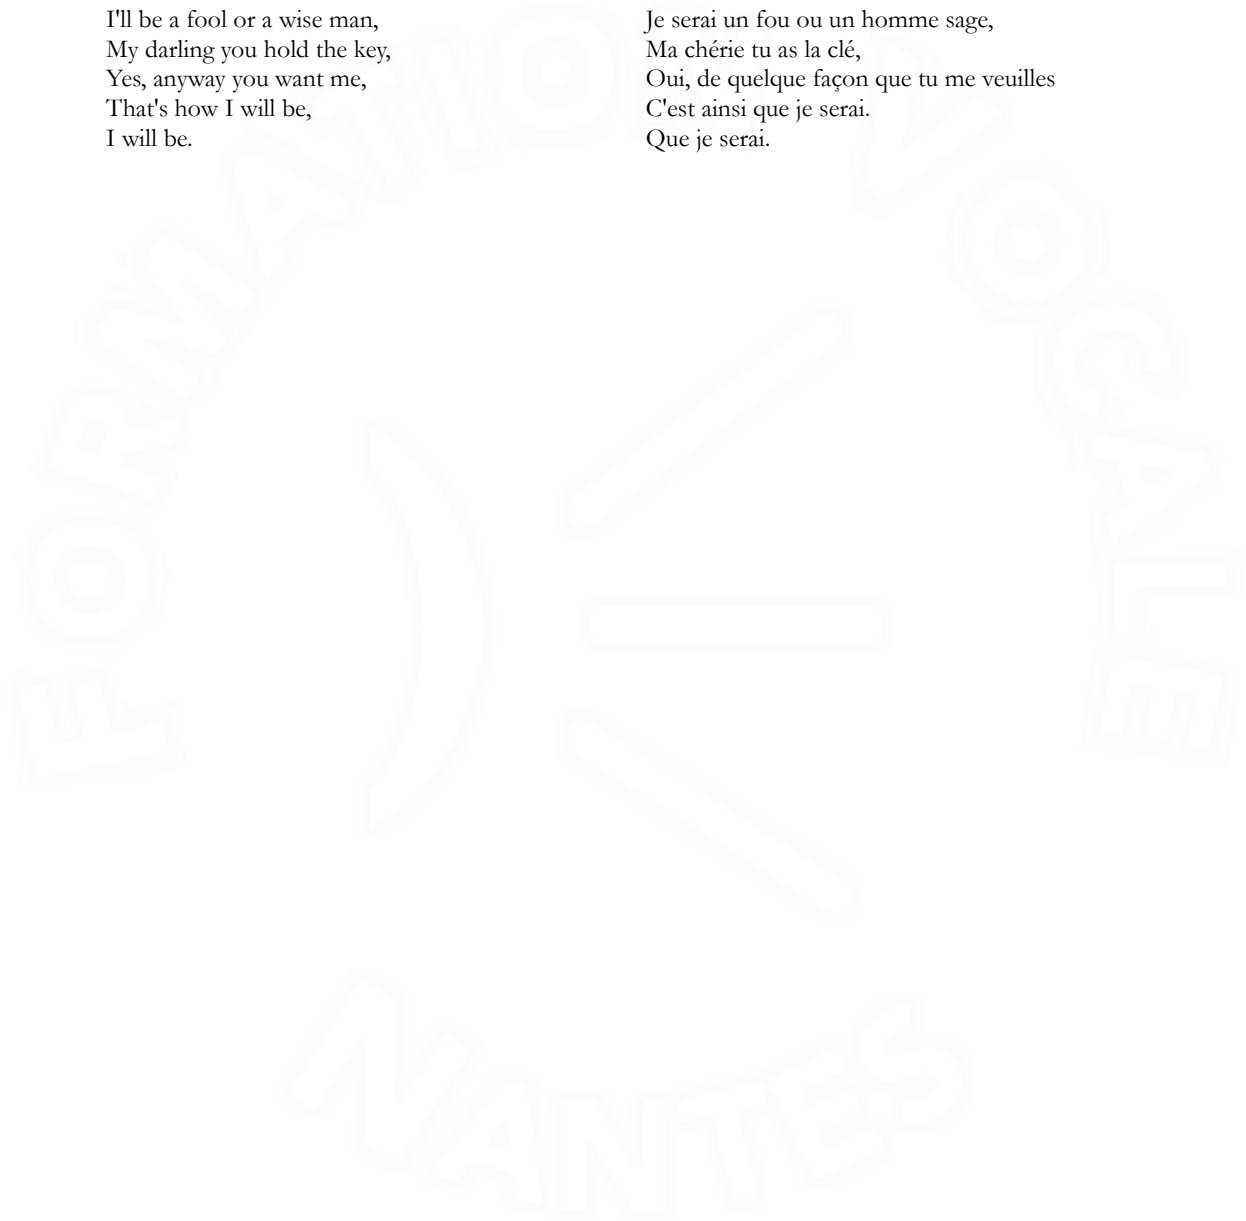 I'll be a fool or a wise man,
My darling you hold the key,
Yes, anyway you want me,
That's how I will be,
I will be.
Je serai un fou ou un homme sage,
Ma chérie tu as la clé,
Oui, de quelque façon que tu me veuilles
C'est ainsi que je serai.
Que je serai.
FORMATION VOCALE
NANTES